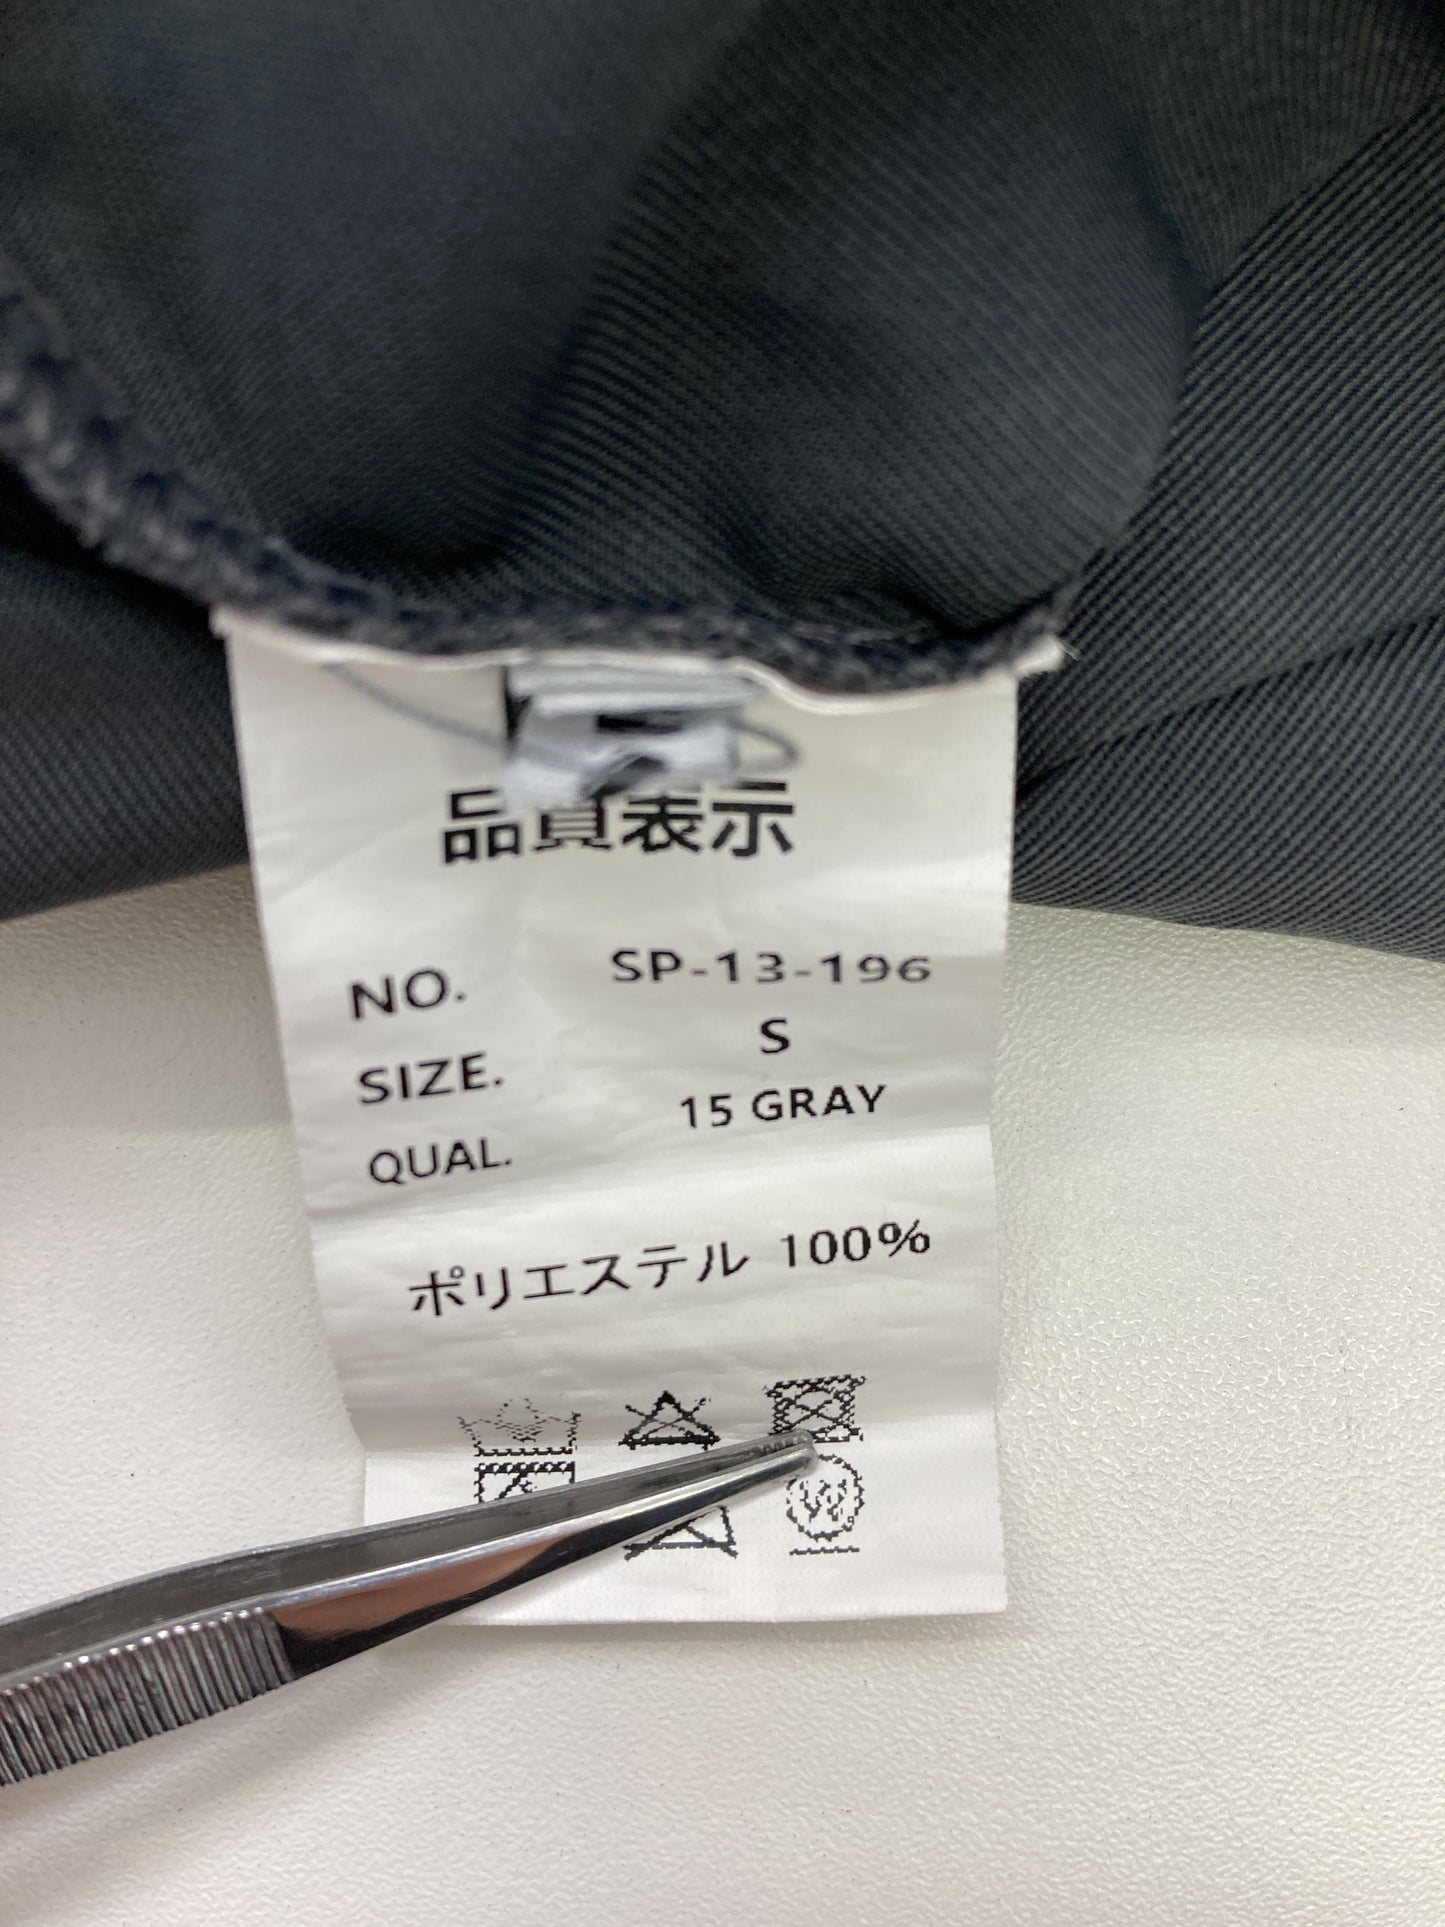 品質表示
NO. SP-13-196
SIZE. S
QUAL. 15 GRAY
ポリエステル 100%
W